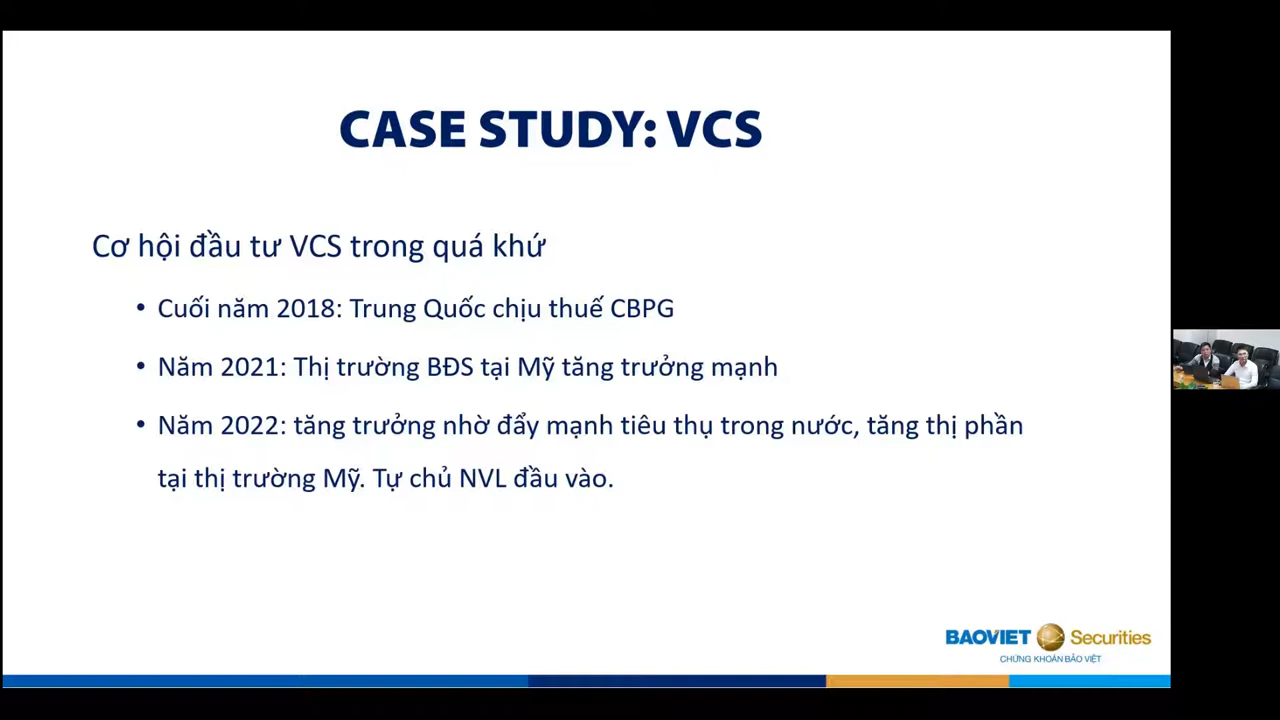 CASE STUDY: VCS
Cơ hội đầu tư VCS trong quá khứ
• Cuối năm 2018: Trung Quốc chịu thuế CBPG
• Năm 2021: Thị trường BĐS tại Mỹ tăng trưởng mạnh
• Năm 2022: tăng trưởng nhờ đẩy mạnh tiêu thụ trong nước, tăng thị phần
tại thị trường Mỹ. Tự chủ NVL đầu vào.
BAOVIET Securities
CHỨNG KHOÁN BẢO VIỆT